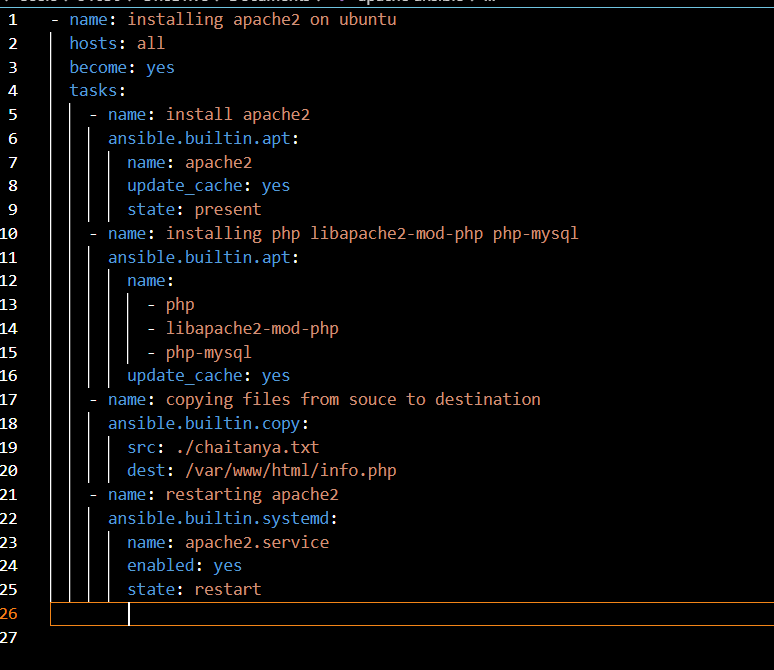 1 - name: installing apache2 on ubuntu
2 hosts: all
3 become: yes
4 tasks:
5 - name: install apache2
6 ansible.builtin.apt:
7 name: apache2
8 update_cache: yes
9 state: present
10 - name: installing php libapache2-mod-php php-mysql
11 ansible.builtin.apt:
12 name:
13 - php
14 - libapache2-mod-php
15 - php-mysql
16 update_cache: yes
17 - name: copying files from souce to destination
18 ansible.builtin.copy:
19 src: ./chaitanya.txt
20 dest: /var/www/html/info.php
21 - name: restarting apache2
22 ansible.builtin.systemd:
23 name: apache2.service
24 enabled: yes
25 state: restart
26
27